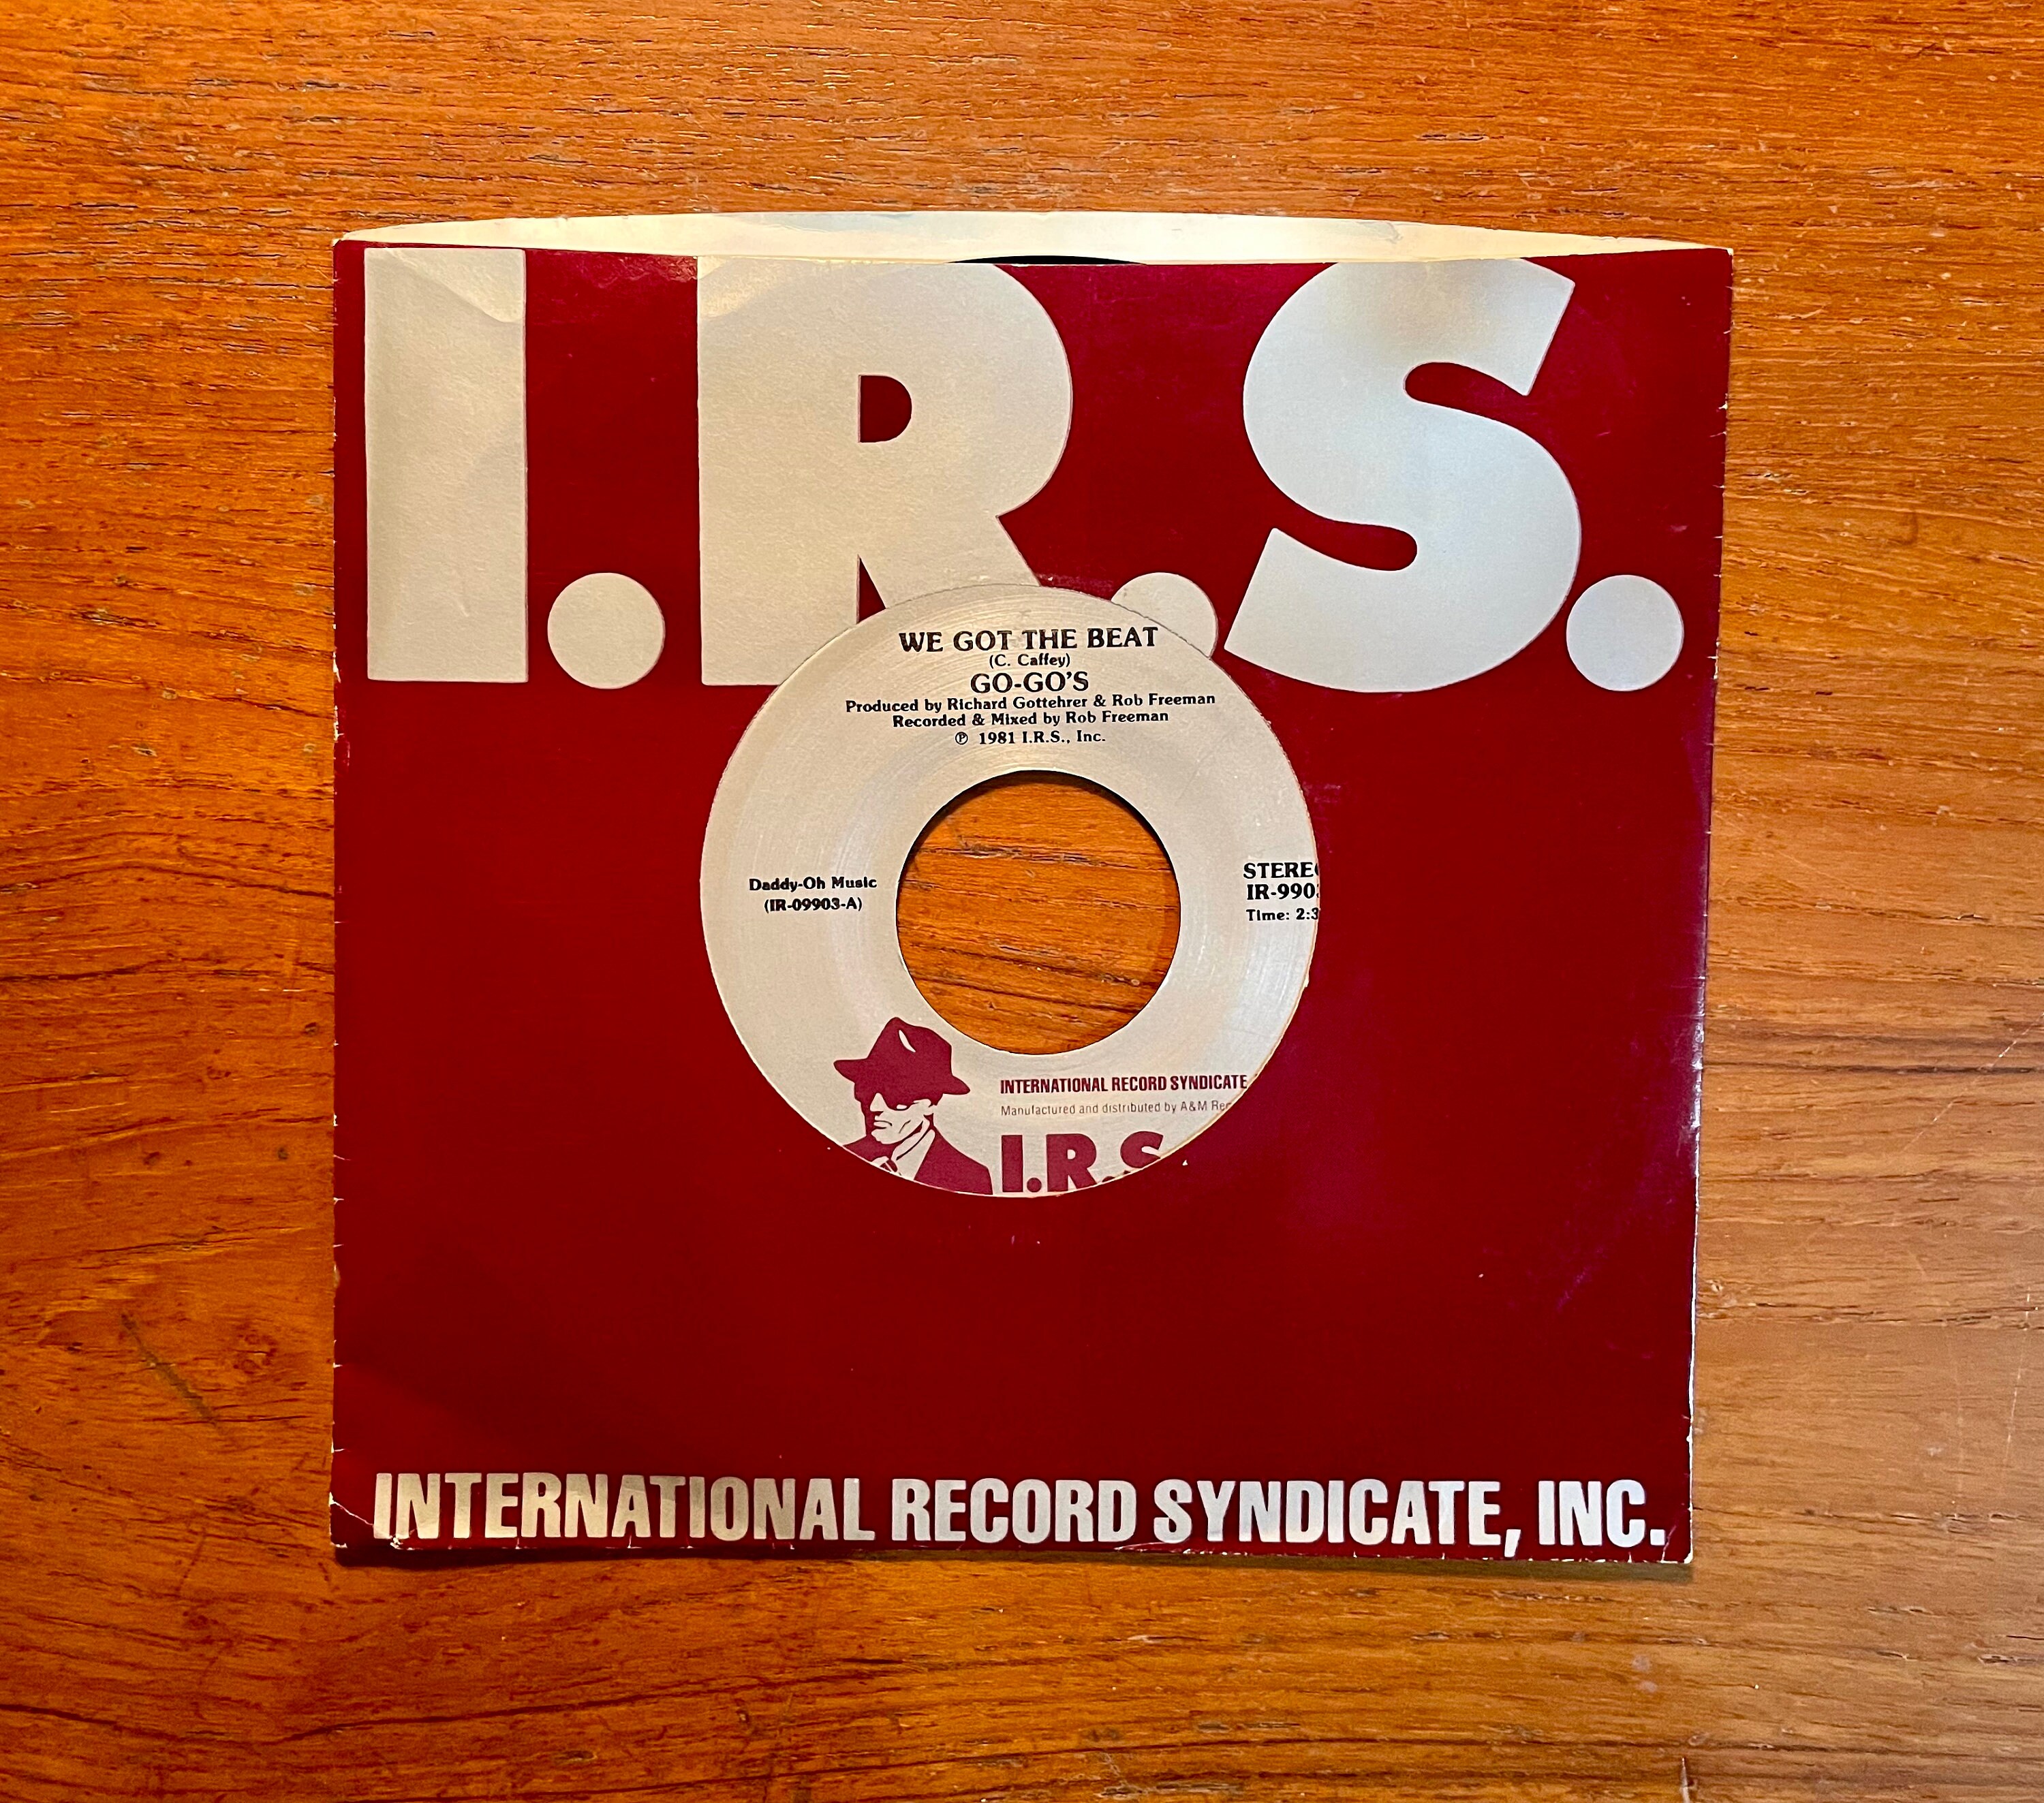 I.R.S.
WE GOT THE BEAT
(C. Caffey)
GO-GO'S
Produced by Richard Gottehrer & Rob Freeman
Recorded & Mixed by Rob Freeman
℗ 1981 I.R.S., Inc.
Daddy-Oh Music
(IR-09903-A)
INTERNATIONAL RECORD SYNDICATE
Manufactured and distributed by A&M
I.R.S
INTERNATIONAL RECORD SYNDICATE, INC.